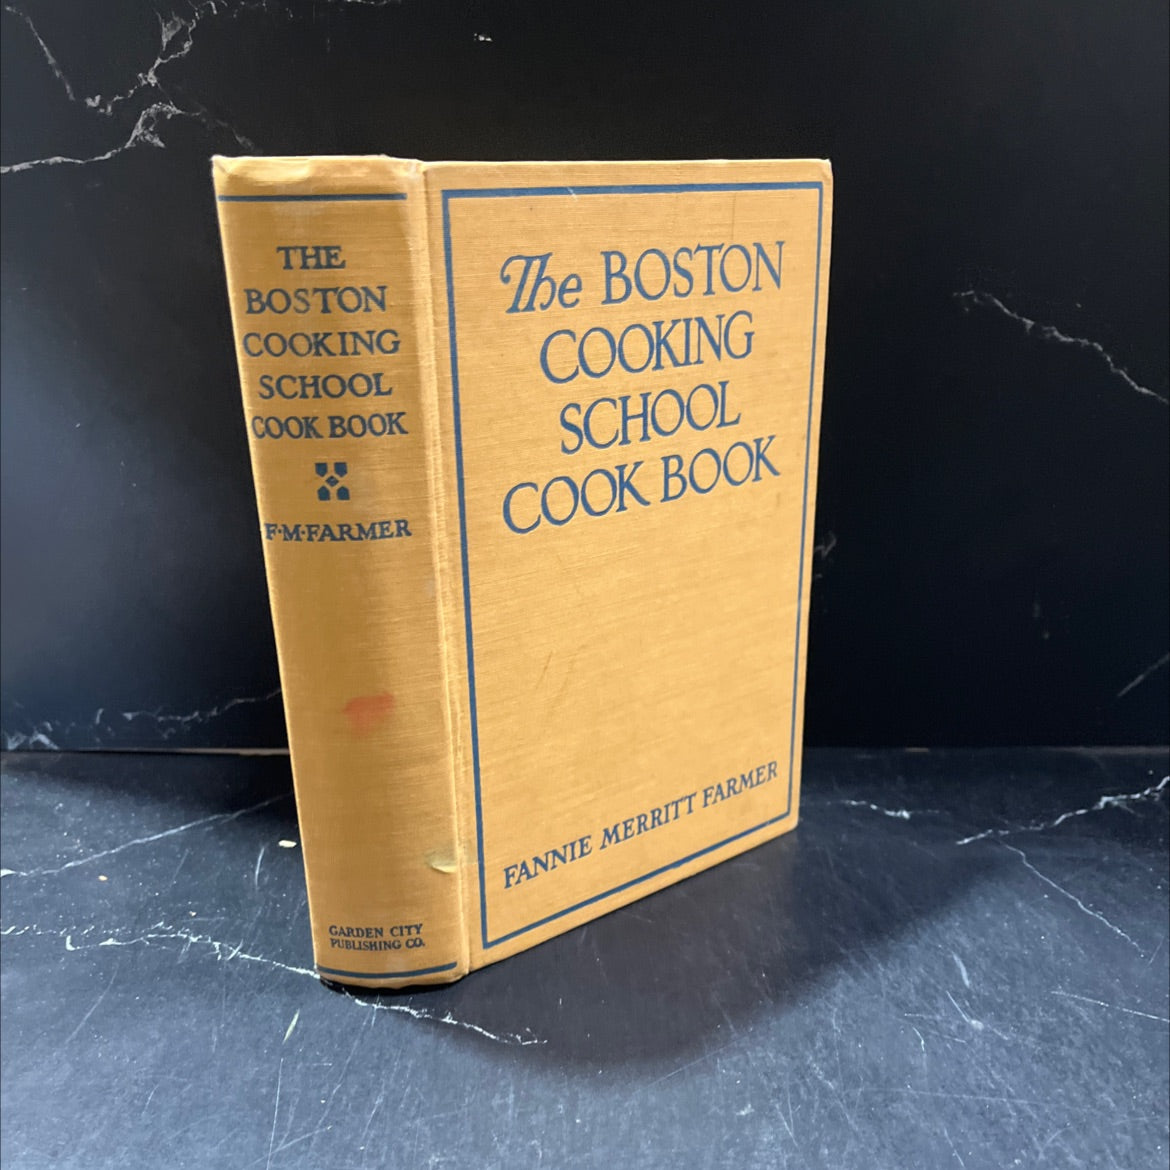 THE
BOSTON
COOKING
SCHOOL
COOK BOOK
F·M·FARMER
GARDEN CITY
PUBLISHING CO.
The BOSTON
COOKING
SCHOOL
COOK BOOK
FANNIE MERRITT FARMER